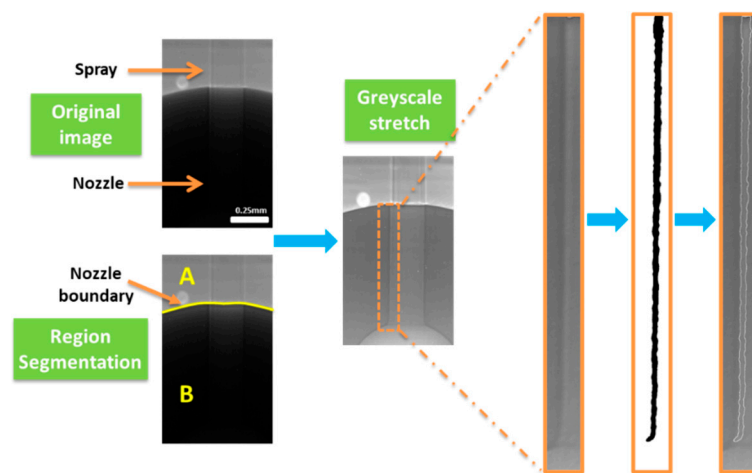 Spray
Original
image
Nozzle
0.25mm
Greyscale
stretch
Nozzle
boundary
A
Region
Segmentation
B